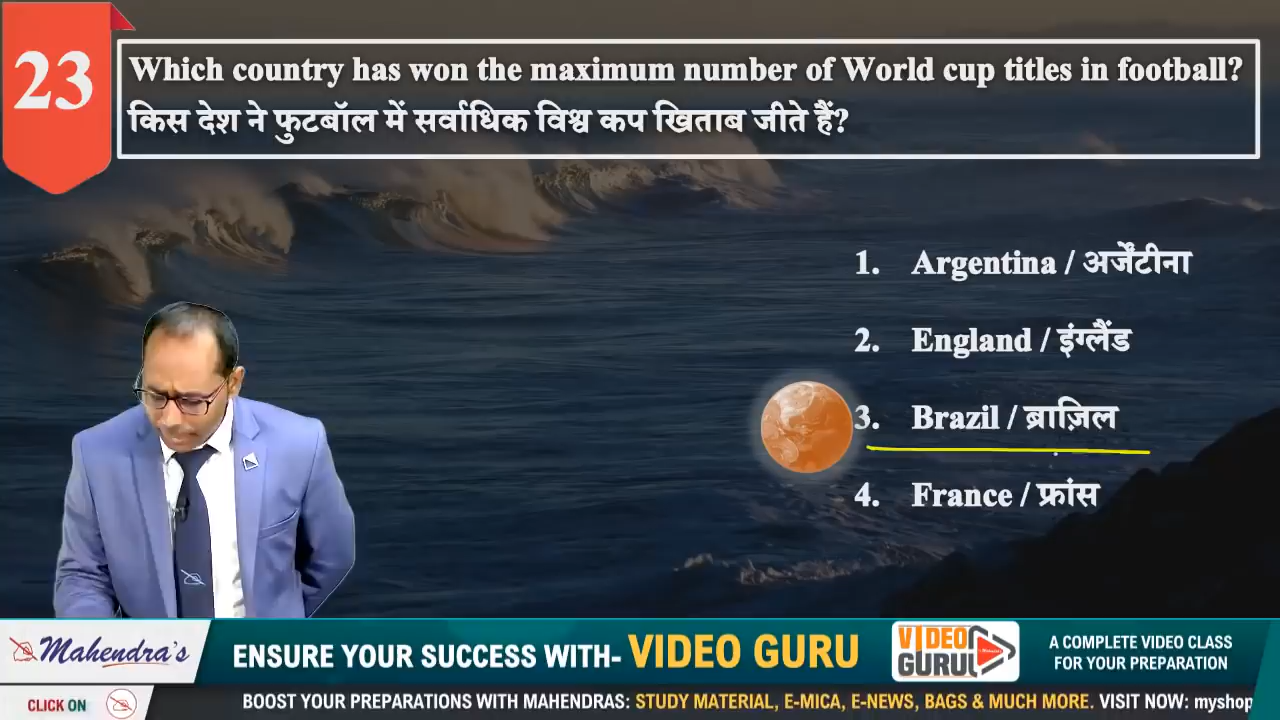 23
Which country has won the maximum number of World cup titles in football?
किस देश ने फुटबॉल में सर्वाधिक विश्व कप खिताब जीते हैं?
1. Argentina / अर्जेंटीना
2. England / इंग्लैंड
3. Brazil / ब्राज़िल
4. France / फ्रांस
Mahendra's
ENSURE YOUR SUCCESS WITH- VIDEO GURU
VIDEO
GURU
A COMPLETE VIDEO CLASS
FOR YOUR PREPARATION
CLICK ON
BOOST YOUR PREPARATIONS WITH MAHENDRAS: STUDY MATERIAL, E-MICA, E-NEWS, BAGS & MUCH MORE. VISIT NOW: myshop